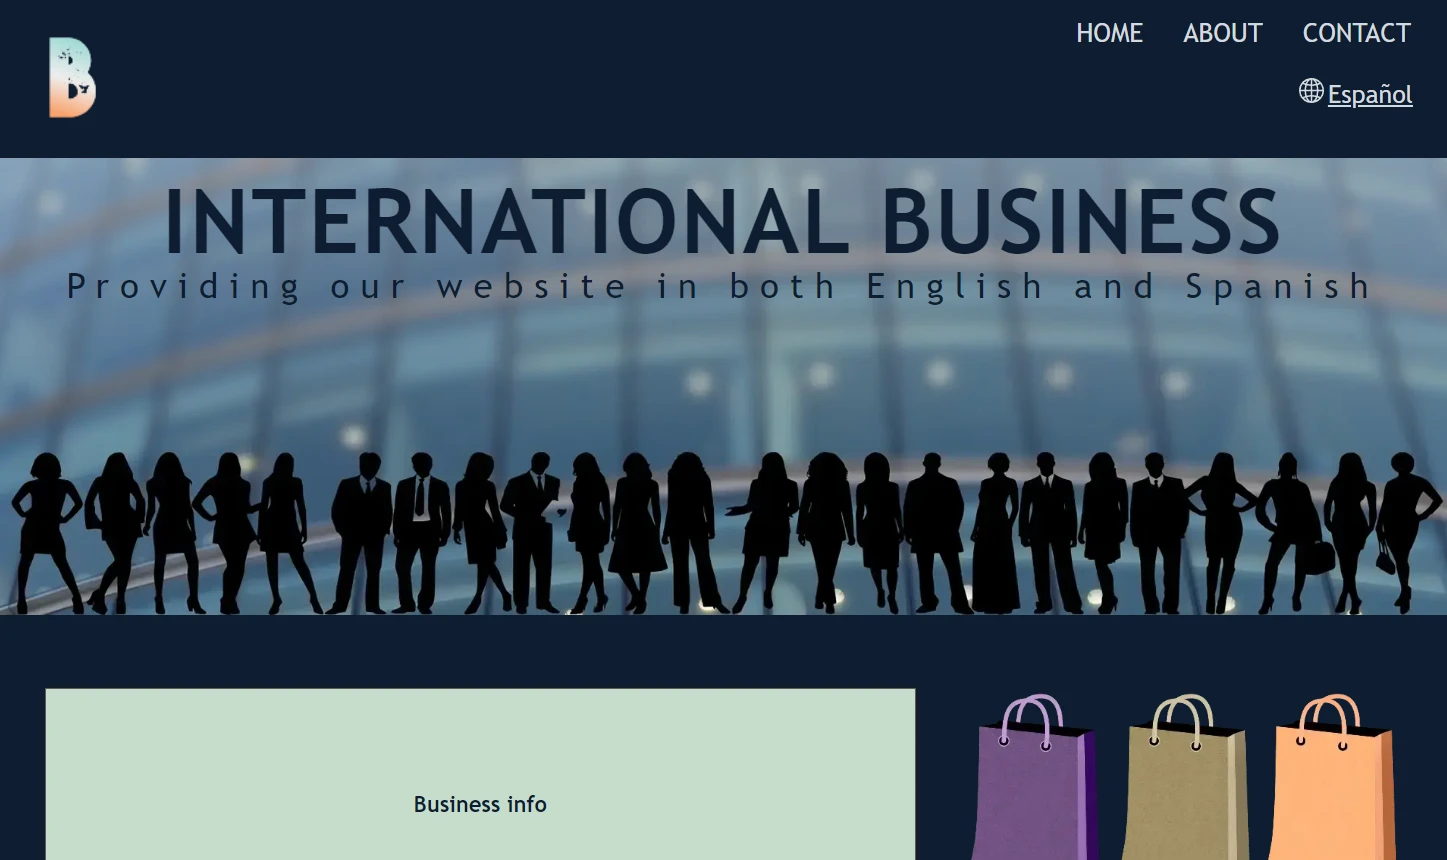 B
HOME ABOUT CONTACT
Español
INTERNATIONAL BUSINESS
Providing our website in both English and Spanish
Business info